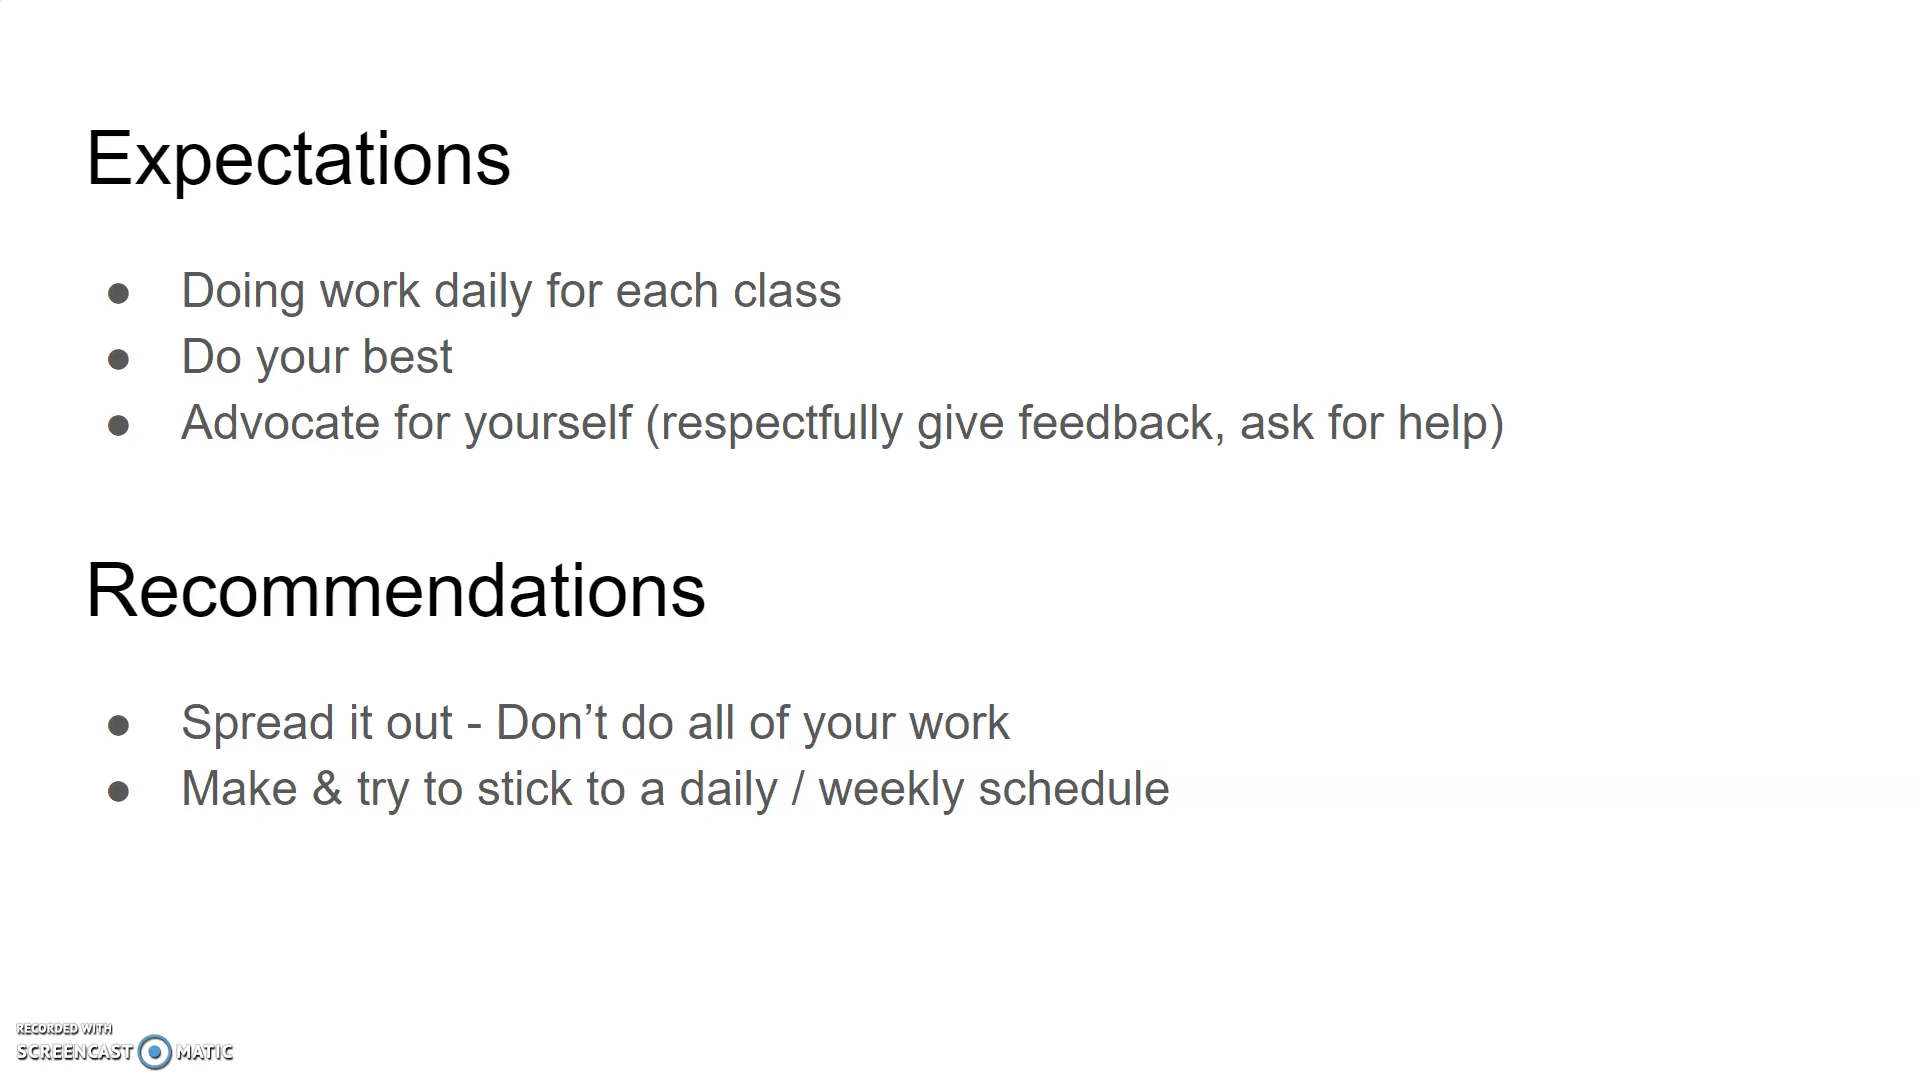 Expectations
● Doing work daily for each class
● Do your best
● Advocate for yourself (respectfully give feedback, ask for help)
Recommendations
● Spread it out - Don’t do all of your work
● Make & try to stick to a daily / weekly schedule
RECORDED WITH
SCREENCAST MATIC